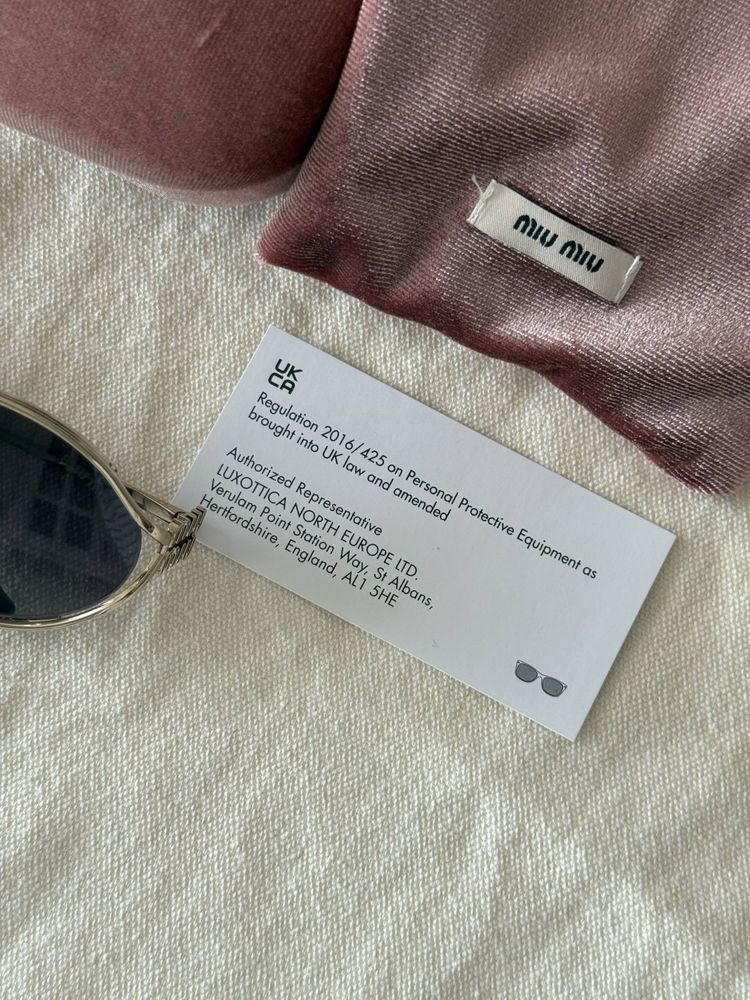 MIU MIU
UK
CA
Regulation 2016/425 on Personal Protective Equipment as
brought into UK law and amended
Authorized Representative
LUXOTTICA NORTH EUROPE LTD.
Verulam Point Station Way, St Albans,
Hertfordshire, England, AL1 5HE